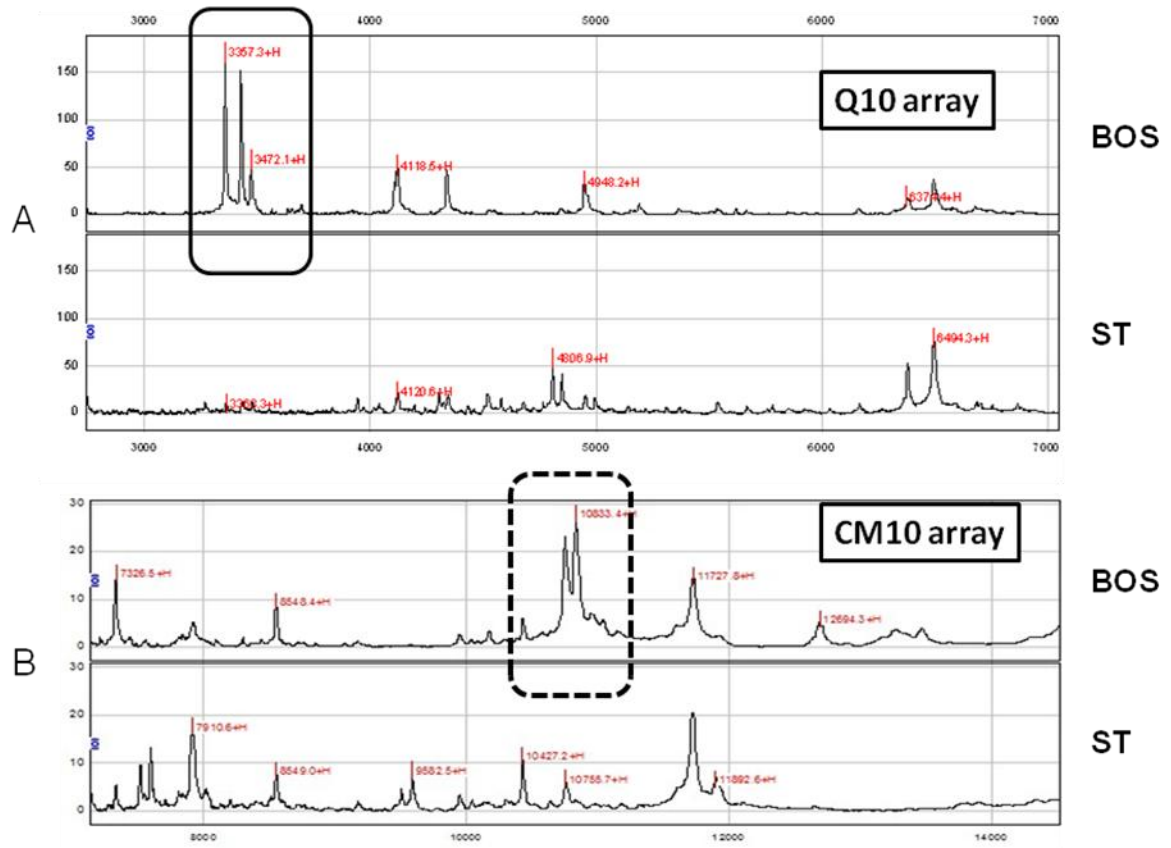 3000 4000 5000 6000 7000
150
100
50
0
3357.3+H
3472.1+H
4118.5+H
4948.2+H
6374.4+H
Q10 array
BOS
A
150
100
50
0
4806.9+H
4120.6+H
6494.3+H
ST
3000 4000 5000 6000 7000
30
20
10
0
7326.5+H
8548.4+H
10833.4+H
11727.8+H
12694.3+H
CM10 array
BOS
B
30
20
10
0
7910.6+H
8549.0+H
9582.5+H
10427.2+H
10755.7+H
11892.6+H
ST
8000 10000 12000 14000